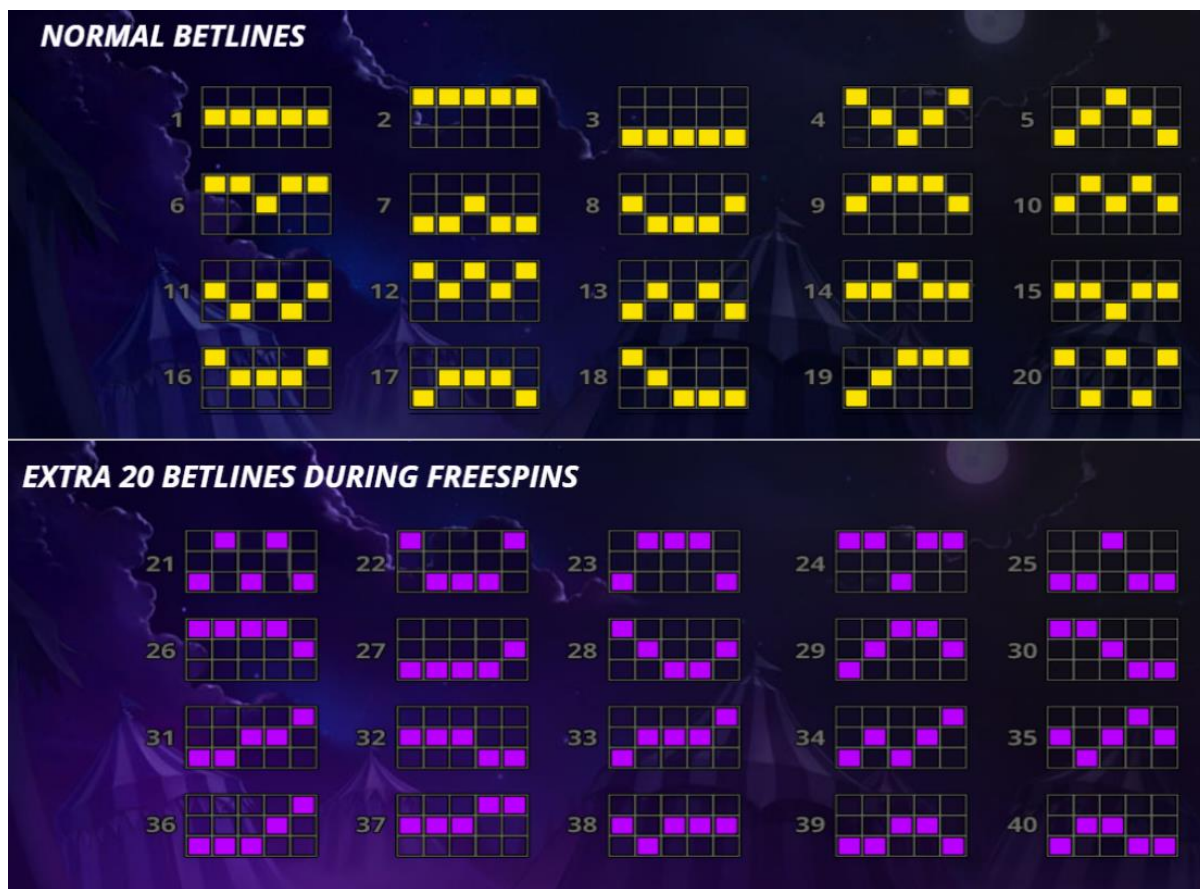 NORMAL BETLINES
1 2 3 4 5
6 7 8 9 10
11 12 13 14 15
16 17 18 19 20
EXTRA 20 BETLINES DURING FREESPINS
21 22 23 24 25
26 27 28 29 30
31 32 33 34 35
36 37 38 39 40